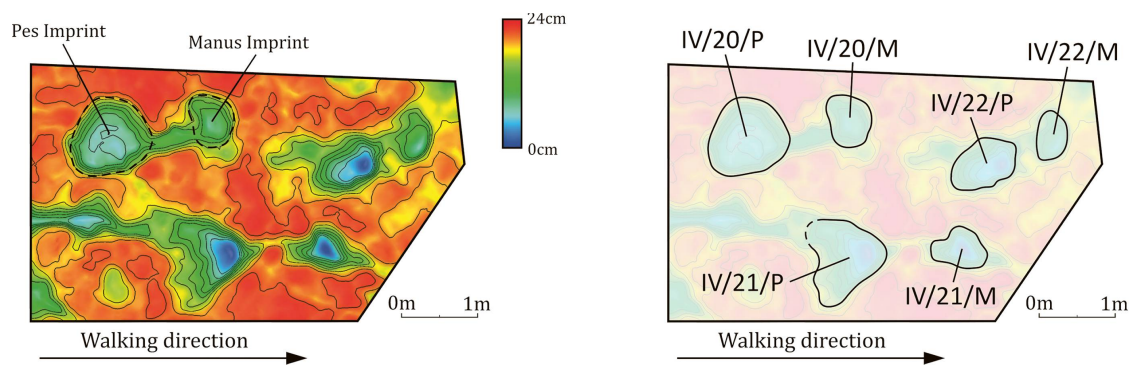 Pes Imprint
Manus Imprint
24cm
0cm
0m 1m
Walking direction
IV/20/P
IV/20/M
IV/22/M
IV/22/P
IV/21/P
IV/21/M
0m 1m
Walking direction